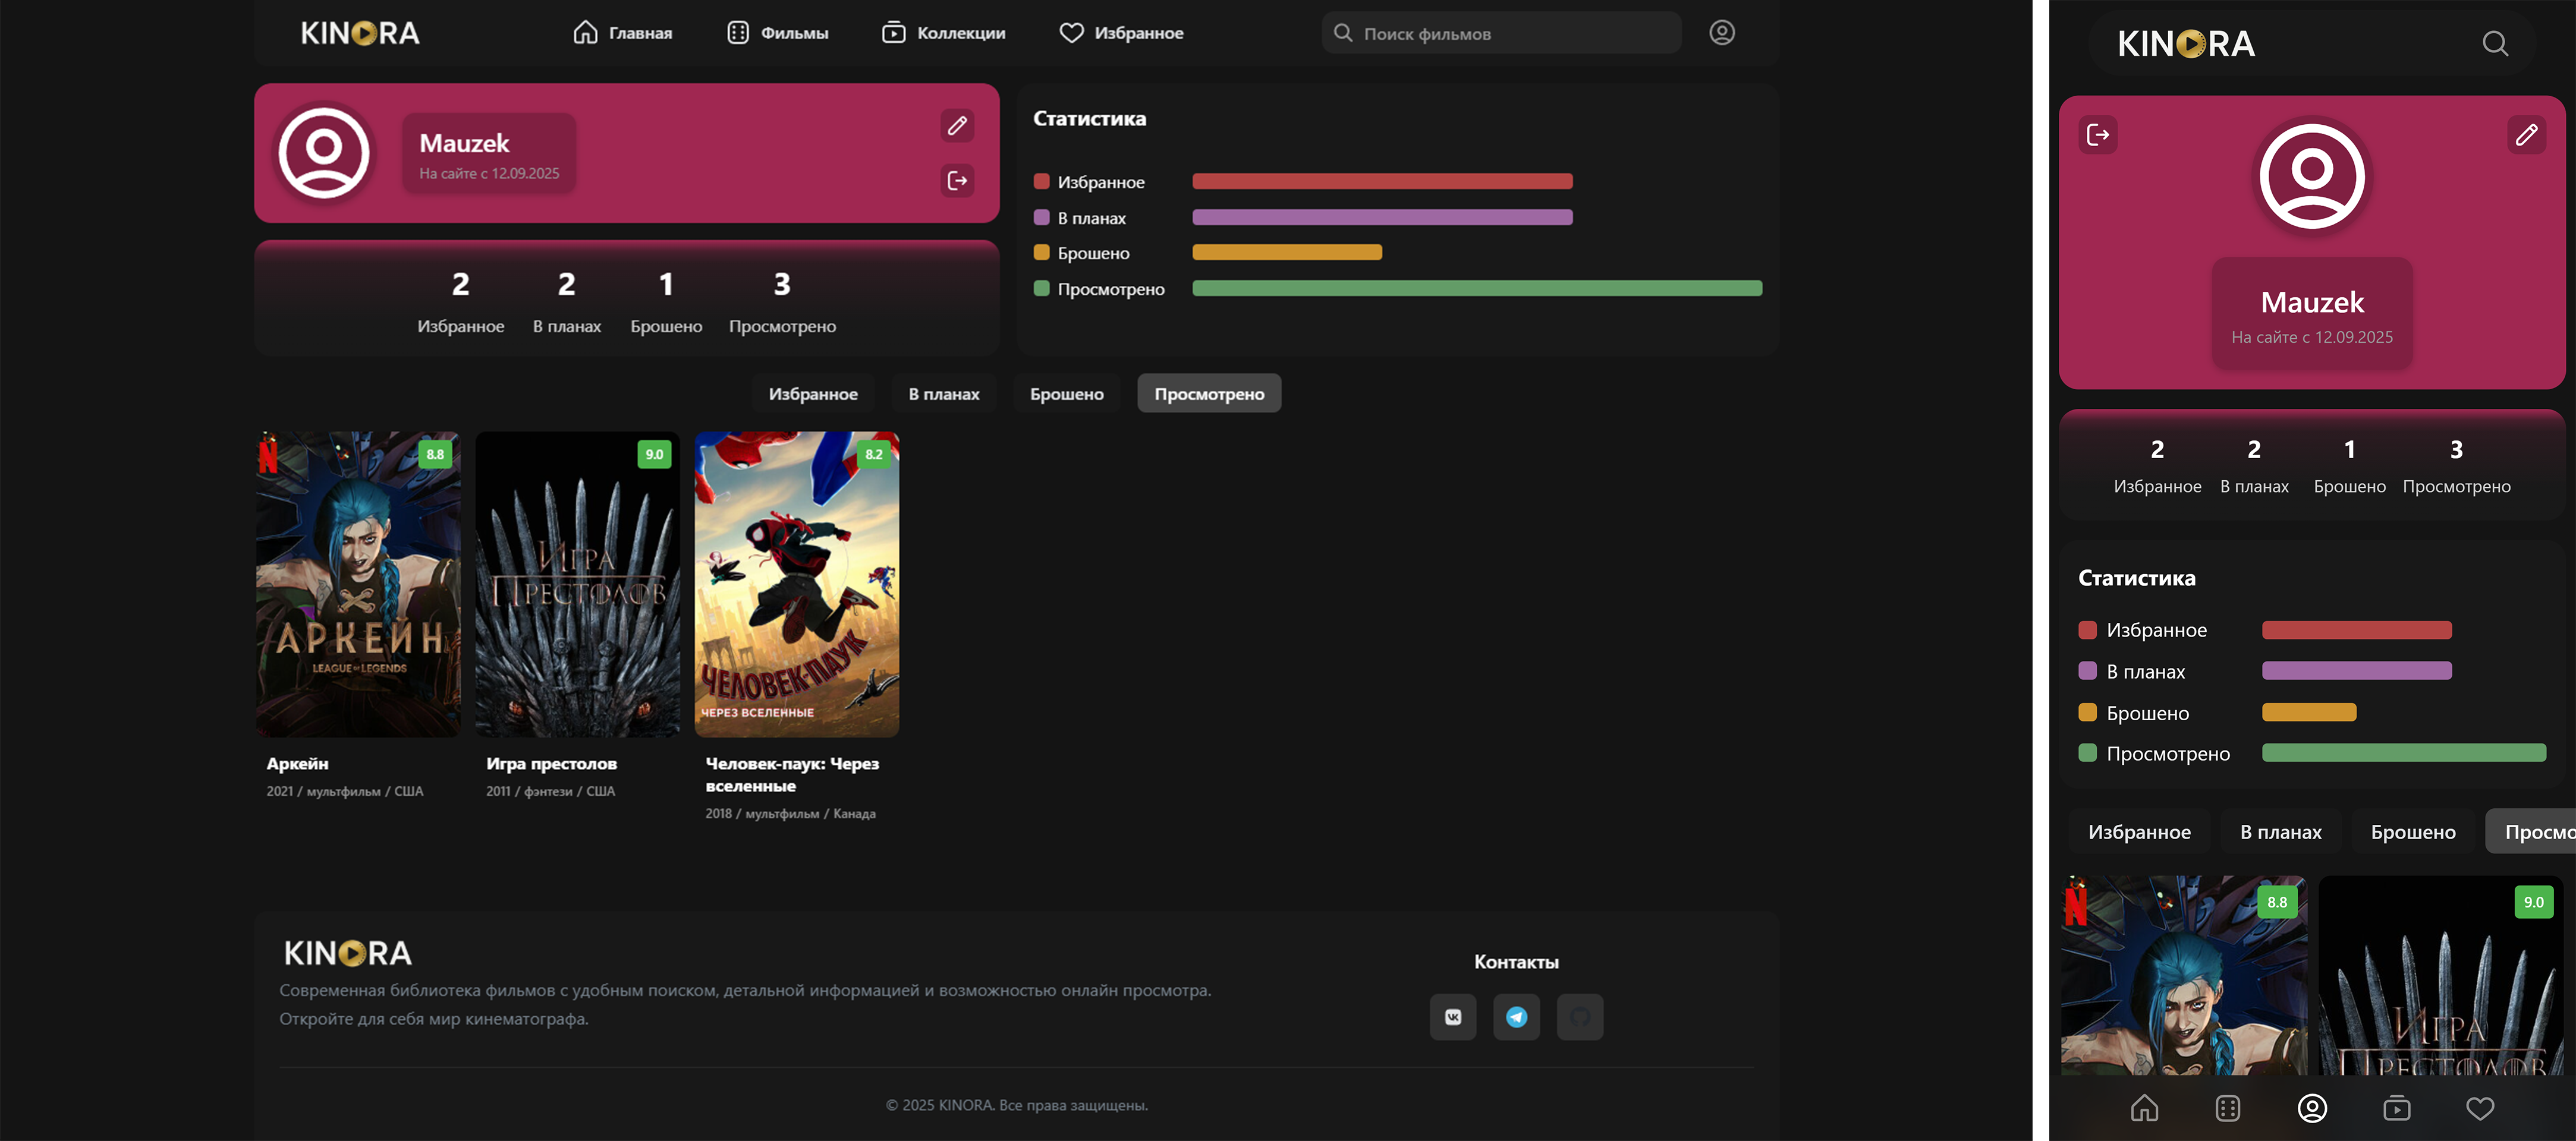 KINORA
Главная
Фильмы
Коллекции
Избранное
Поиск фильмов
Mauzek
На сайте с 12.09.2025
2 2 1 3
Избранное В планах Брошено Просмотрено
Статистика
Избранное
В планах
Брошено
Просмотрено
Избранное В планах Брошено Просмотрено
N
8.8
АРКЕЙН
LEAGUE OF LEGENDS
9.0
ИГРА
ПРЕСТОЛОВ
8.2
ЧЕЛОВЕК-ПАУК
ЧЕРЕЗ ВСЕЛЕННЫЕ
Аркейн
2021 / мультфильм / США
Игра престолов
2011 / фэнтези / США
Человек-паук: Через
вселенные
2018 / мультфильм / Канада
KINORA
Современная библиотека фильмов с удобным поиском, детальной информацией и возможностью онлайн просмотра.
Откройте для себя мир кинематографа.
Контакты
© 2025 KINORA. Все права защищены.
KINORA
Mauzek
На сайте с 12.09.2025
2 2 1 3
Избранное В планах Брошено Просмотрено
Статистика
Избранное
В планах
Брошено
Просмотрено
Избранное В планах Брошено Просмо
N
8.8
9.0
ИГРА
ПРЕСТОЛОВ